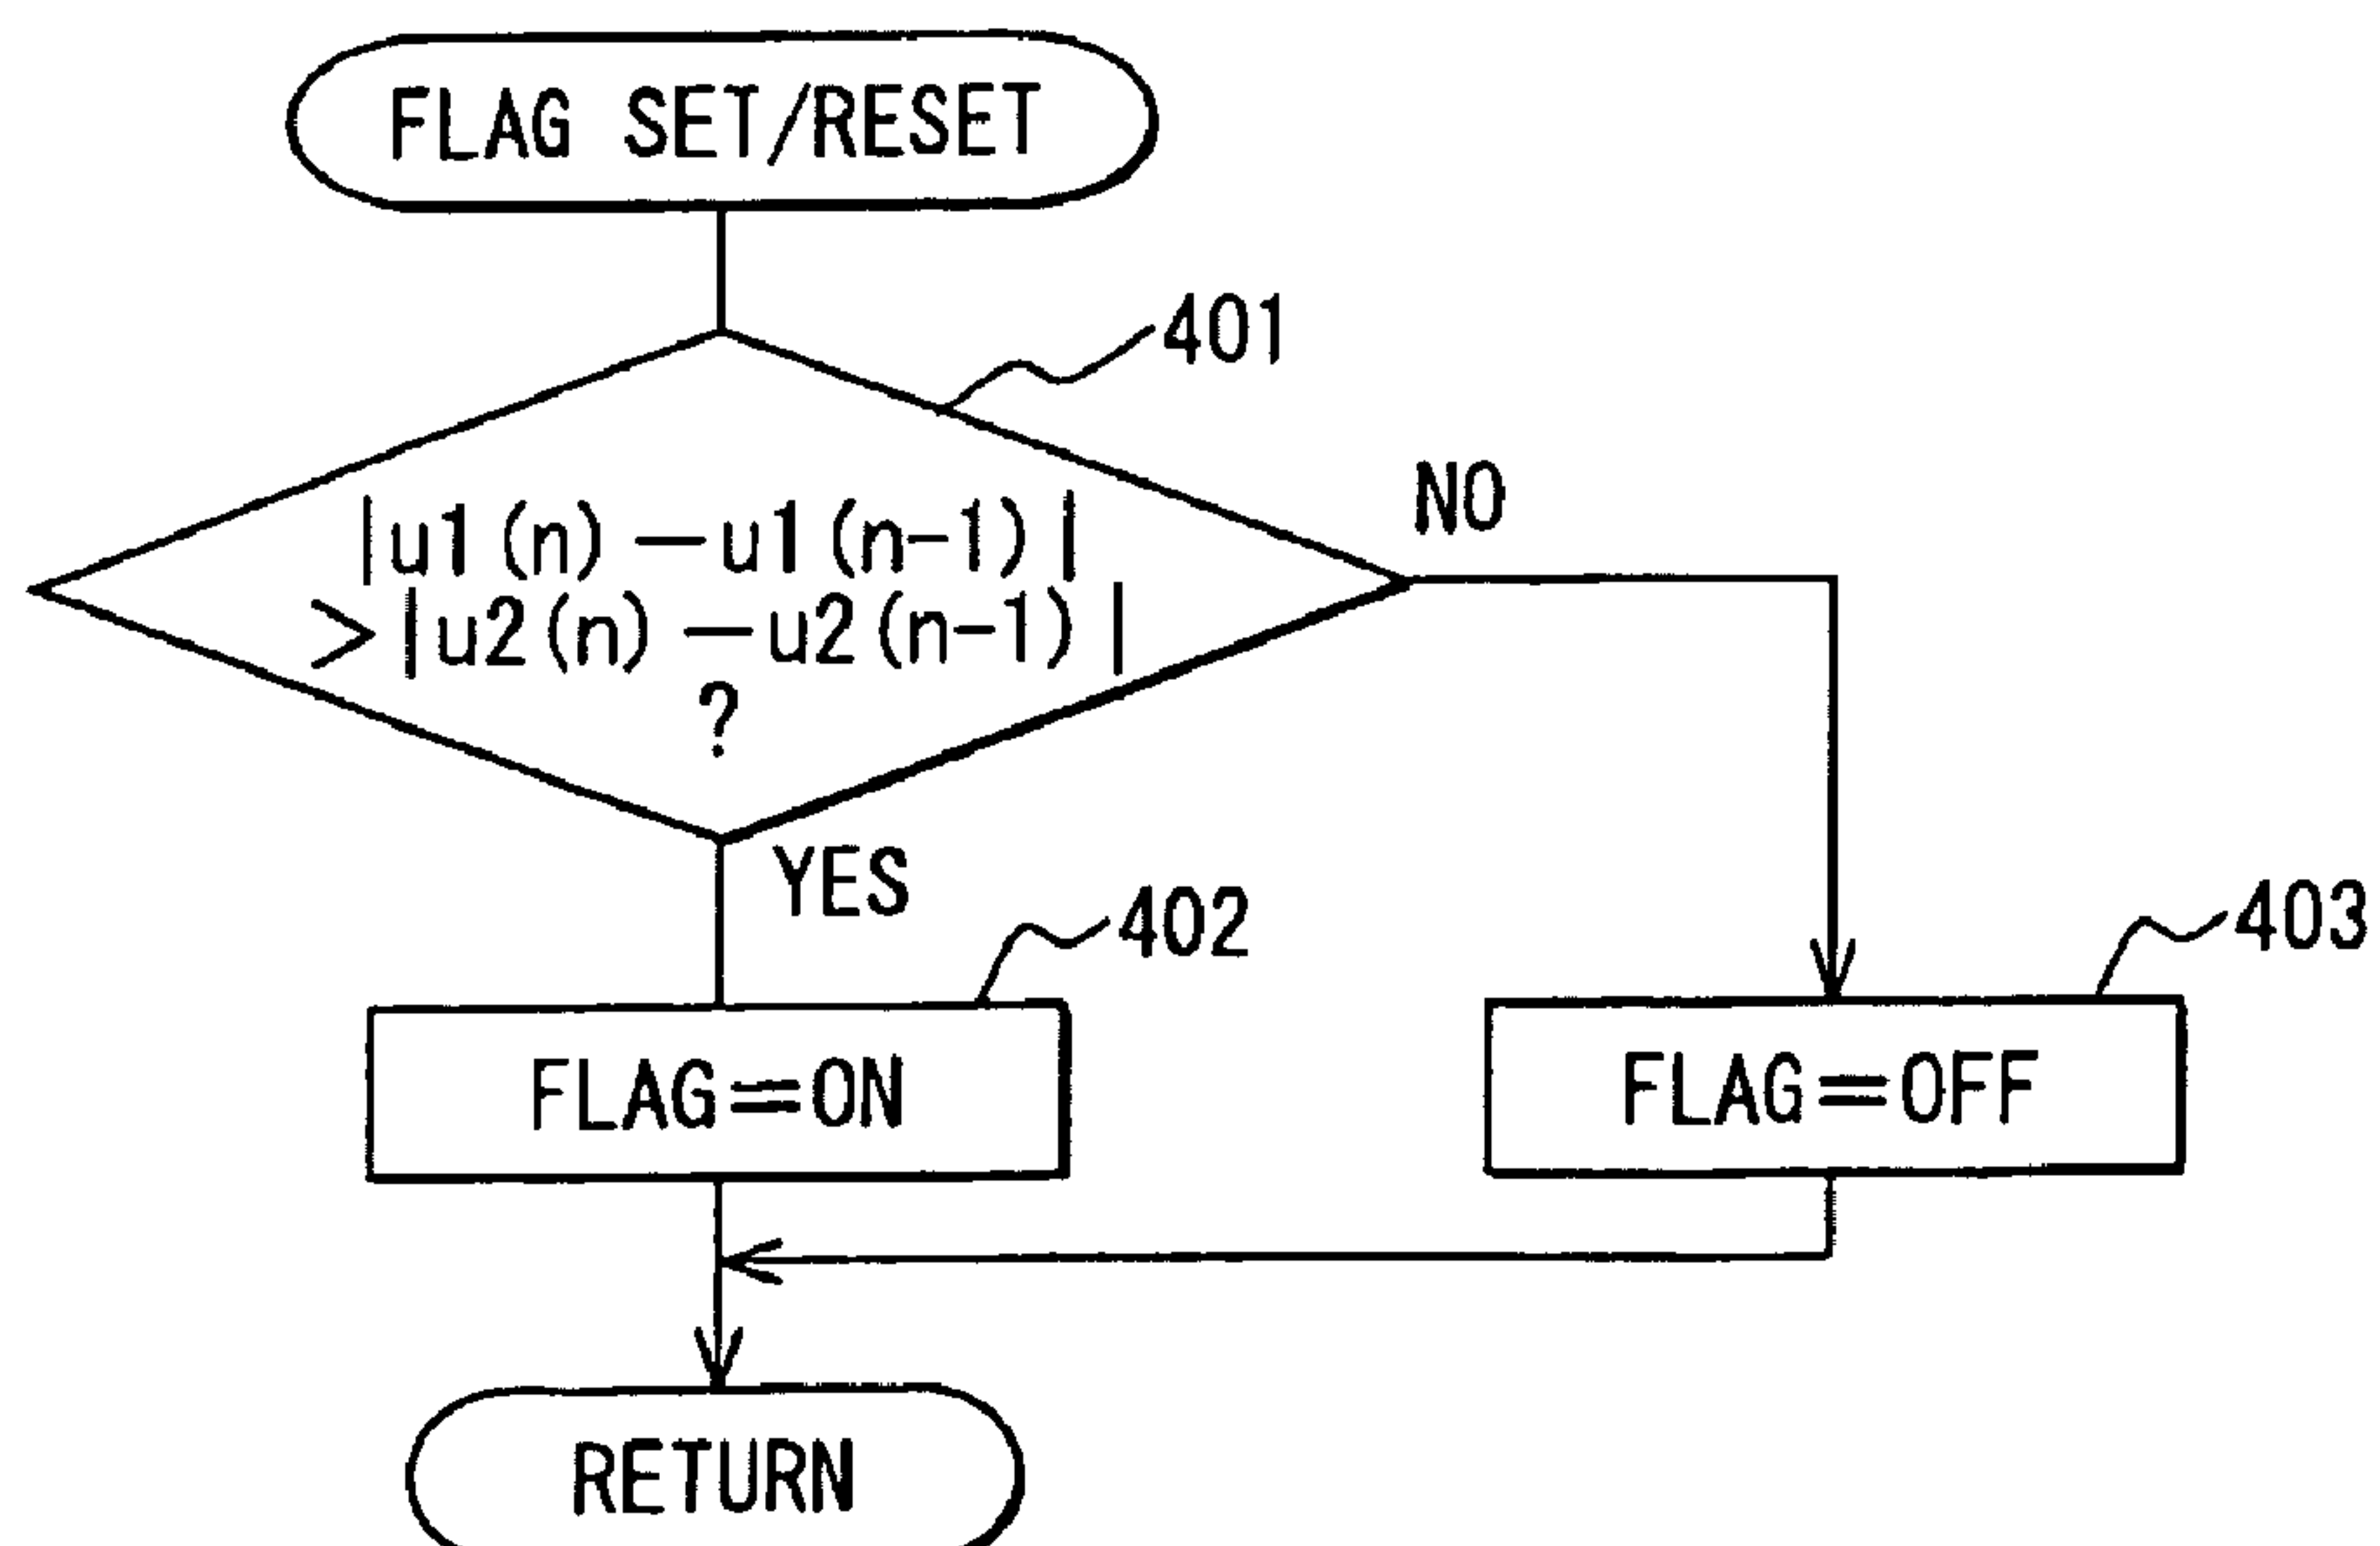 FLAG SET/RESET
401
|u1(n)—u1(n-1)|
>|u2(n)—u2(n-1)|
?
NO
YES
402
403
FLAG=ON
FLAG=OFF
RETURN